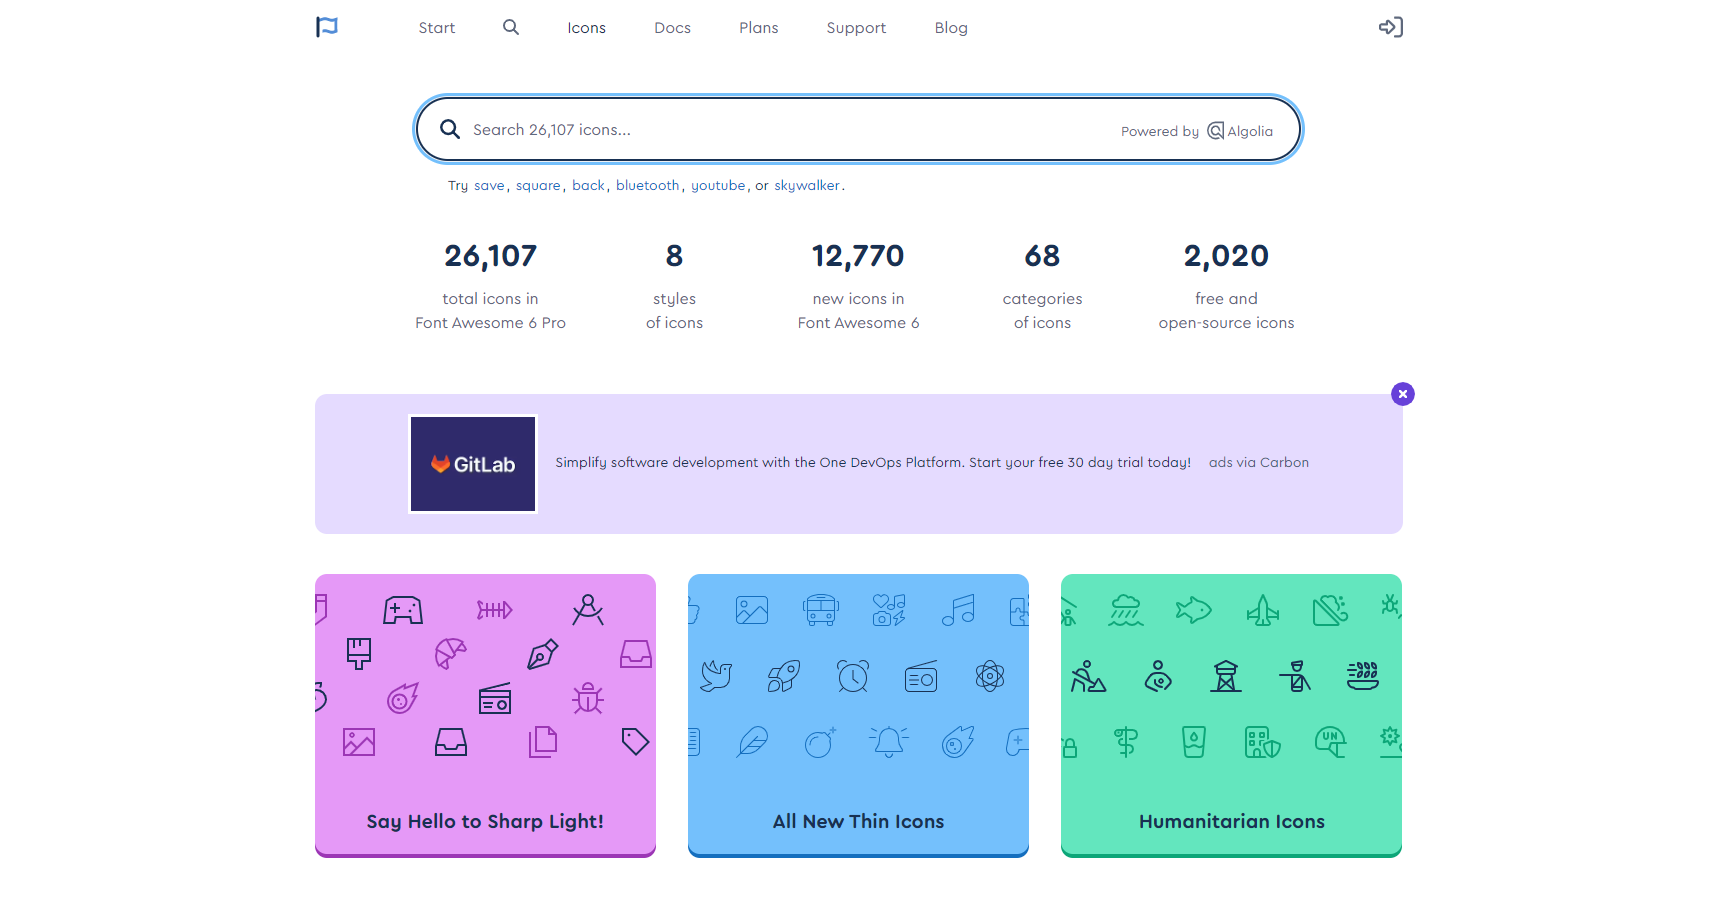 Start
Icons
Docs
Plans
Support
Blog
Search 26,107 icons...
Powered by Algolia
Try save, square, back, bluetooth, youtube, or skywalker.
26,107
total icons in
Font Awesome 6 Pro
8
styles
of icons
12,770
new icons in
Font Awesome 6
68
categories
of icons
2,020
free and
open-source icons
GitLab
Simplify software development with the One DevOps Platform. Start your free 30 day trial today!
ads via Carbon
UN
Say Hello to Sharp Light!
All New Thin Icons
Humanitarian Icons